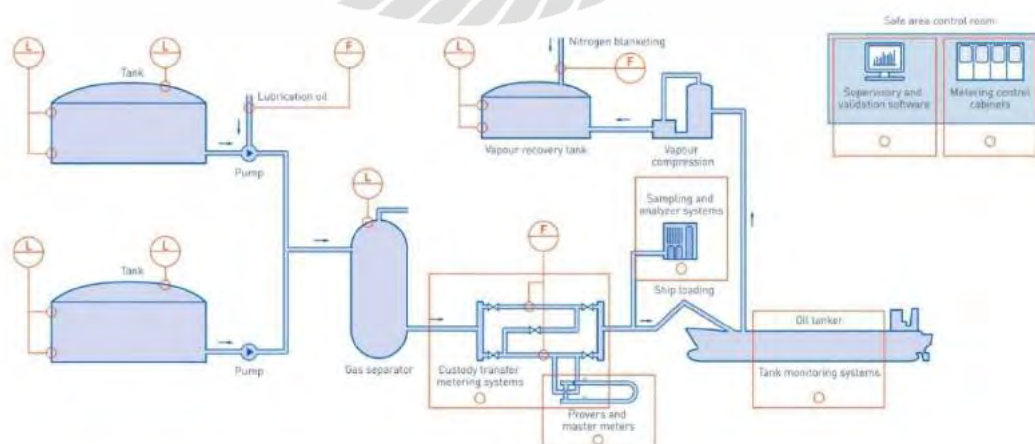 Safe area control room
L
L
F
L
Nitrogen blanketing
F
Tank
Lubrication oil
Supervisory and
validation software
Metering control
cabinets
Vapour recovery tank
Vapour
compression
Pump
L
Sampling and
analyzer systems
L
L
F
Tank
Ship loading
Oil tanker
Pump
Gas separator
Custody transfer
metering systems
Tank monitoring systems
Provers and
master meters